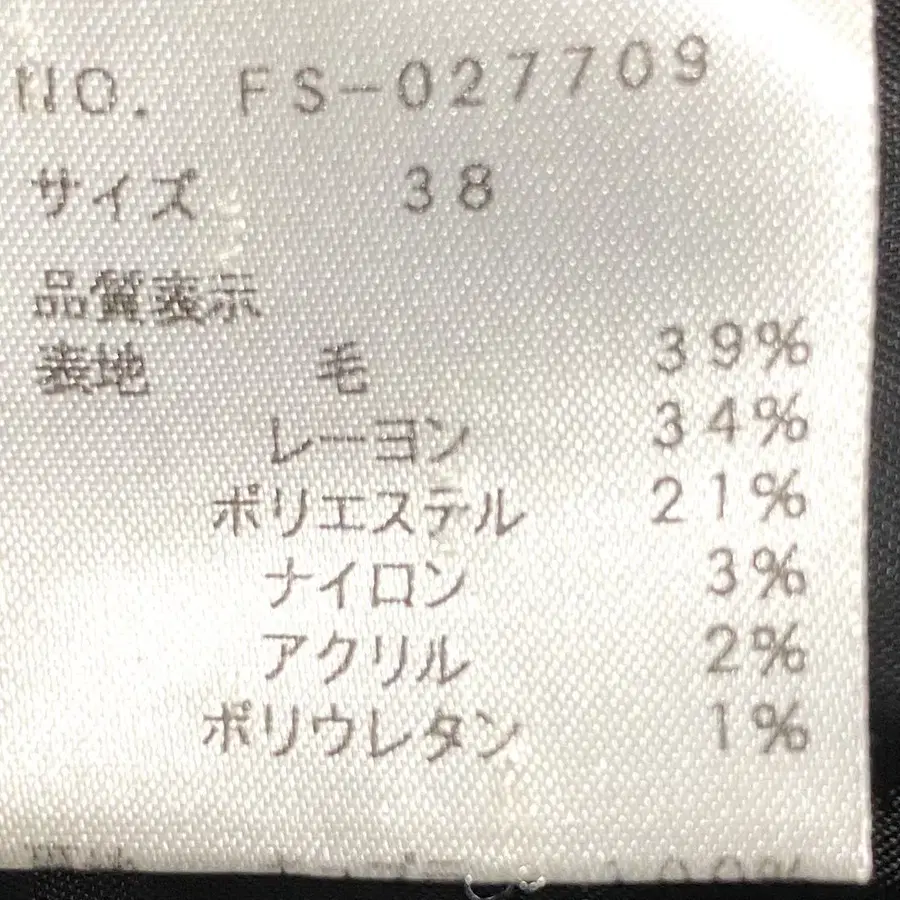 NO. FS-027709
サイズ 38
品質表示
表地 毛 39%
レーヨン 34%
ポリエステル 21%
ナイロン 3%
アクリル 2%
ポリウレタン 1%